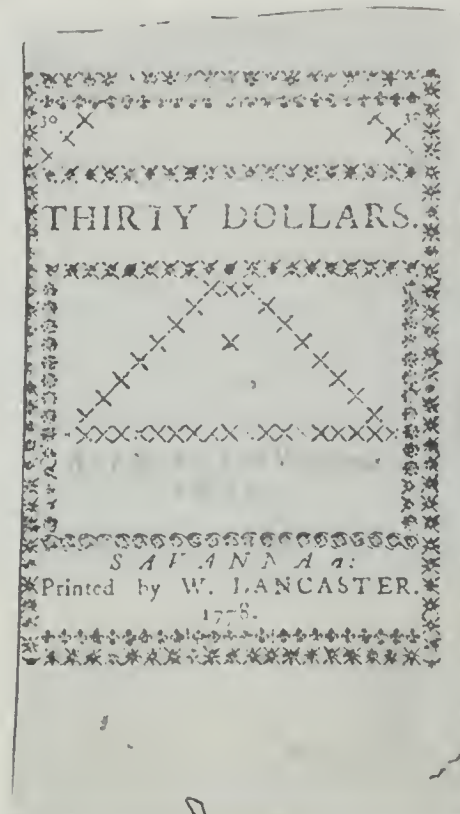 30 30
THIRTY DOLLARS.
SAVANNAH:
Printed by W. LANCASTER.
1778.